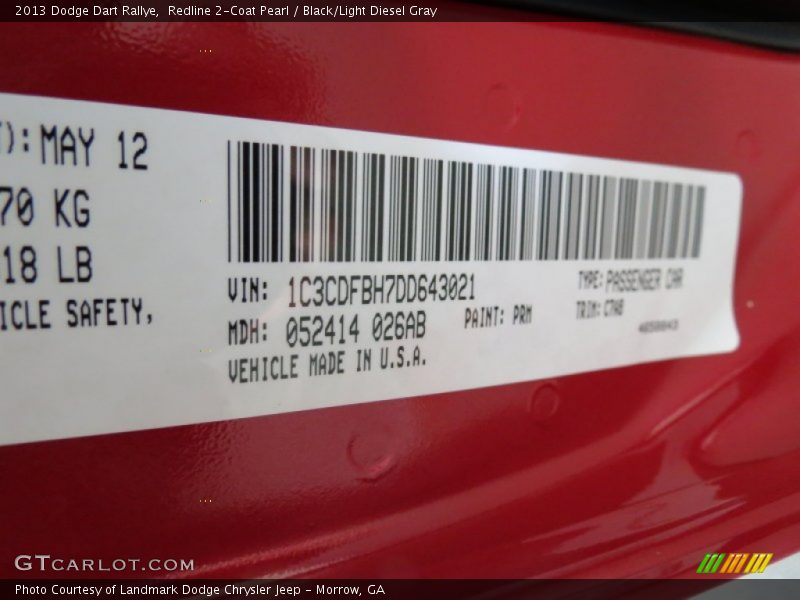 2013 Dodge Dart Rallye, Redline 2-Coat Pearl / Black/Light Diesel Gray
): MAY 12
70 KG
18 LB
ICLE SAFETY,
VIN: 1C3CDFBH7DD643021
TYPE: PASSENGER CAR
MDH: 052414 026AB
PAINT: PRM
TRIM:
VEHICLE MADE IN U.S.A.
GTCARLOT.COM
Photo Courtesy of Landmark Dodge Chrysler Jeep - Morrow, GA